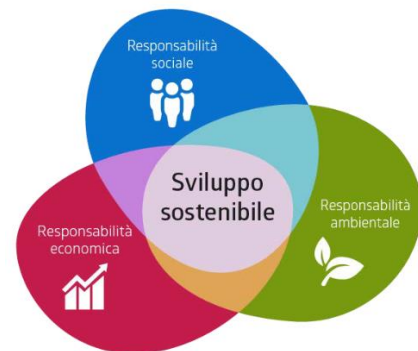 Responsabilità
sociale
Sviluppo
sostenibile
Responsabilità
ambientale
Responsabilità
economica